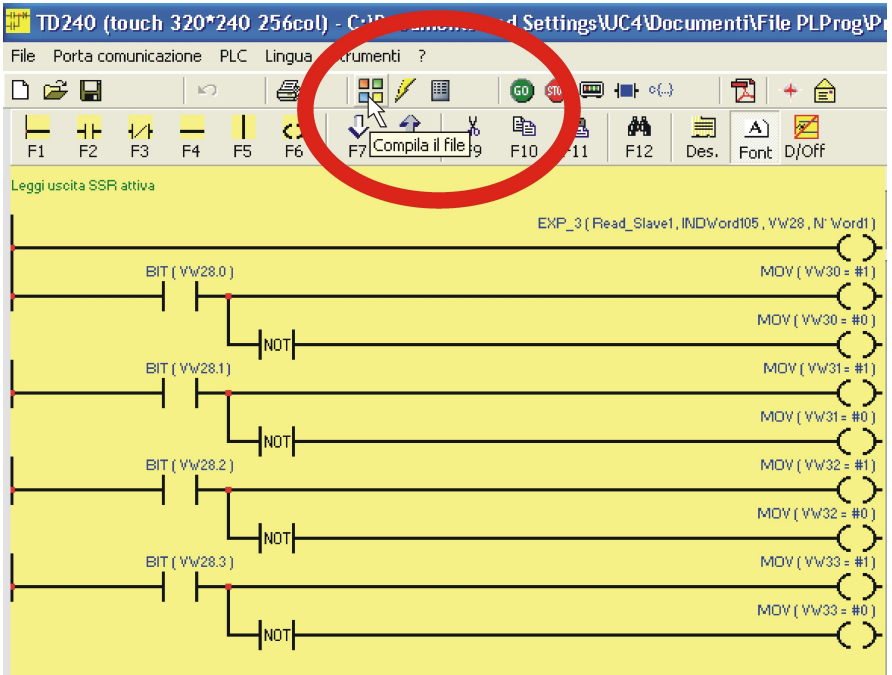 TD240 (touch 320*240 256col) - C:\ and Settings\UC4\Documenti\File PLProg\Pr
File Porta comunicazione PLC Lingua ?
GO STO C{..}
F1 F2 F3 F4 F5 F6 F7 F10 F12 Des. Font D/Off
A)
Compila il file
Leggi uscita SSR attiva
EXP_3 ( Read_Slave1, INDWord105 , VW28 , N° Word1 )
BIT ( VW28.0 ) MOV ( VW30 = #1 )
MOV ( VW30 = #0 )
NOT
BIT ( VW28.1 ) MOV ( VW31 = #1 )
MOV ( VW31 = #0 )
NOT
BIT ( VW28.2 ) MOV ( VW32 = #1 )
MOV ( VW32 = #0 )
NOT
BIT ( VW28.3 ) MOV ( VW33 = #1 )
MOV ( VW33 = #0 )
NOT